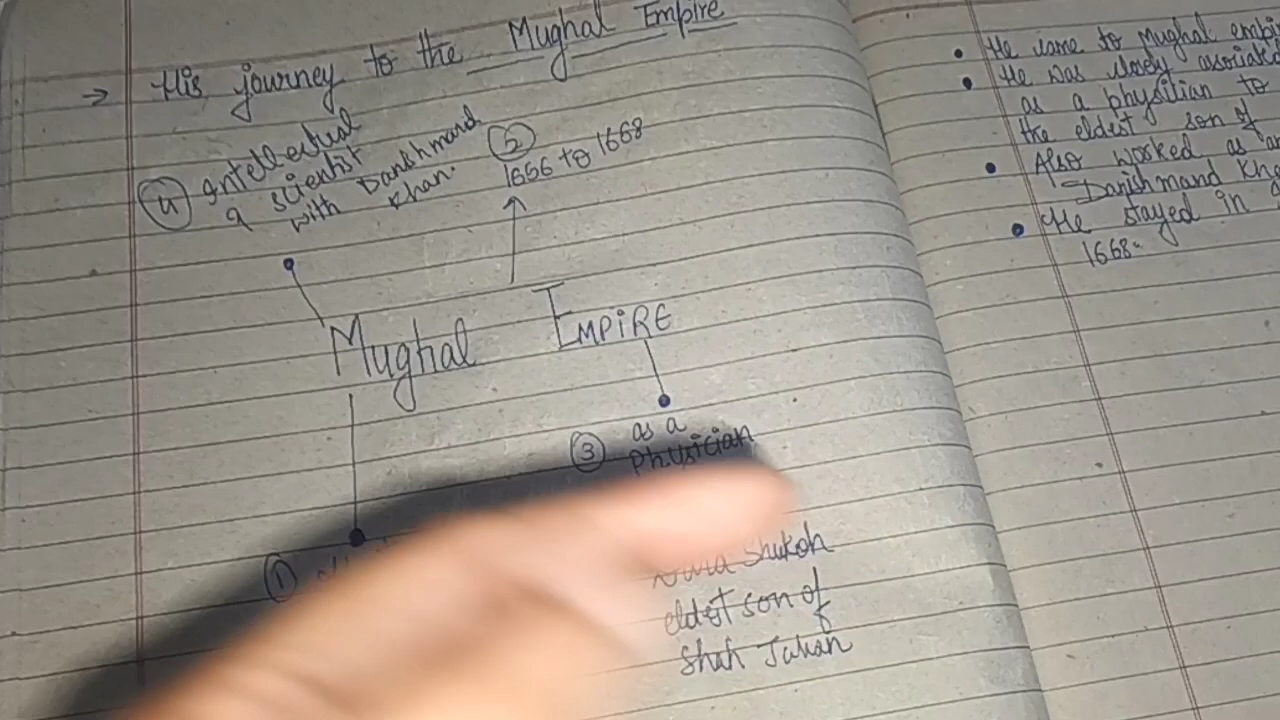 → His journey to the Mughal Empire
④ intellectual
a scientist
with Danishmand
Khan.
②
1656 to 1668
Mughal EMPIRE
③ as a
Physician
Shukoh
eldest son of
Shah Jahan
①
• He came to Mughal
• He was closely
as a physician to
the eldest son of
• Also worked as
Danishmand
• He stayed in
1668.